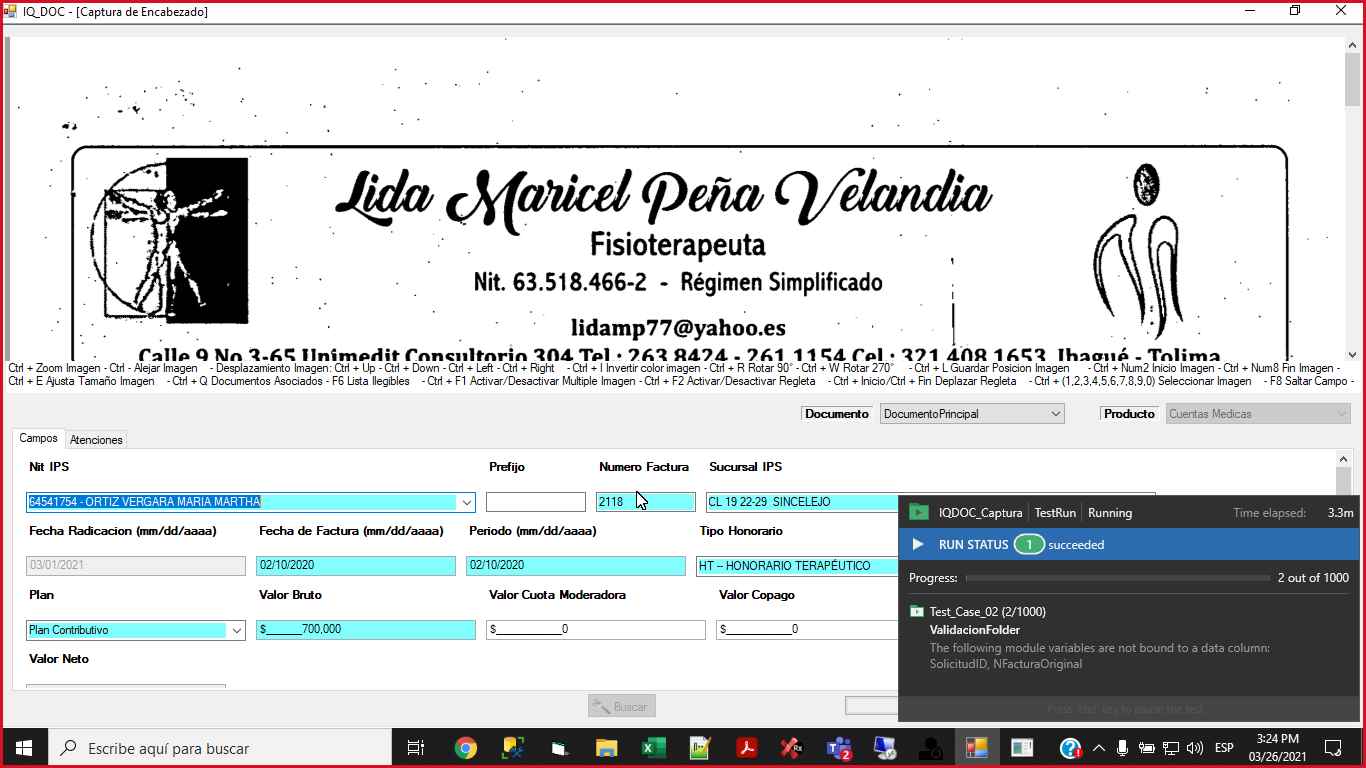 IQ_DOC - [Captura de Encabezado]
Lida Maricel Peña Velandia
Fisioterapeuta
Nit. 63.518.466-2 - Régimen Simplificado
lidamp77@yahoo.es
Calle 9 No 3-65 Unimedit Consultorio 304 Tel.: 263 8424 - 261 1154 Cel.: 321 408 1653 Ibagué - Tolima
Ctrl + Zoom Imagen - Ctrl - Alejar Imagen - Desplazamiento Imagen: Ctrl + Up - Ctrl + Down - Ctrl + Left - Ctrl + Right - Ctrl + I Invertir color imagen - Ctrl + R Rotar 90° - Ctrl + W Rotar 270° - Ctrl + L Guardar Posicion Imagen - Ctrl + Num2 Inicio Imagen - Ctrl + Num8 Fin Imagen -
Ctrl + E Ajusta Tamaño Imagen - Ctrl + Q Documentos Asociados - F6 Lista Ilegibles - Ctrl + F1 Activar/Desactivar Multiple Imagen - Ctrl + F2 Activar/Desactivar Regleta - Ctrl + Inicio/Ctrl + Fin Deplazar Regleta - Ctrl + (1,2,3,4,5,6,7,8,9,0) Seleccionar Imagen - F8 Saltar Campo -
Documento DocumentoPrincipal Producto Cuentas Medicas
Campos Atenciones
Nit IPS Prefijo Numero Factura Sucursal IPS
64541754 - ORTIZ VERGARA MARIA MARTHA 2118 CL 19 22-29 SINCELEJO
Fecha Radicacion (mm/dd/aaaa) Fecha de Factura (mm/dd/aaaa) Periodo (mm/dd/aaaa) Tipo Honorario
03/01/2021 02/10/2020 02/10/2020 HT – HONORARIO TERAPÉUTICO
Plan Valor Bruto Valor Cuota Moderadora Valor Copago
Plan Contributivo $______700,000 $___________0 $___________0
Valor Neto
Buscar
IQDOC_Captura TestRun Running Time elapsed: 3.3m
RUN STATUS 1 succeeded
Progress: 2 out of 1000
Test_Case_02 (2/1000)
ValidacionFolder
The following module variables are not bound to a data column:
SolicitudID, NFacturaOriginal
Escribe aquí para buscar
2
ESP
3:24 PM
03/26/2021